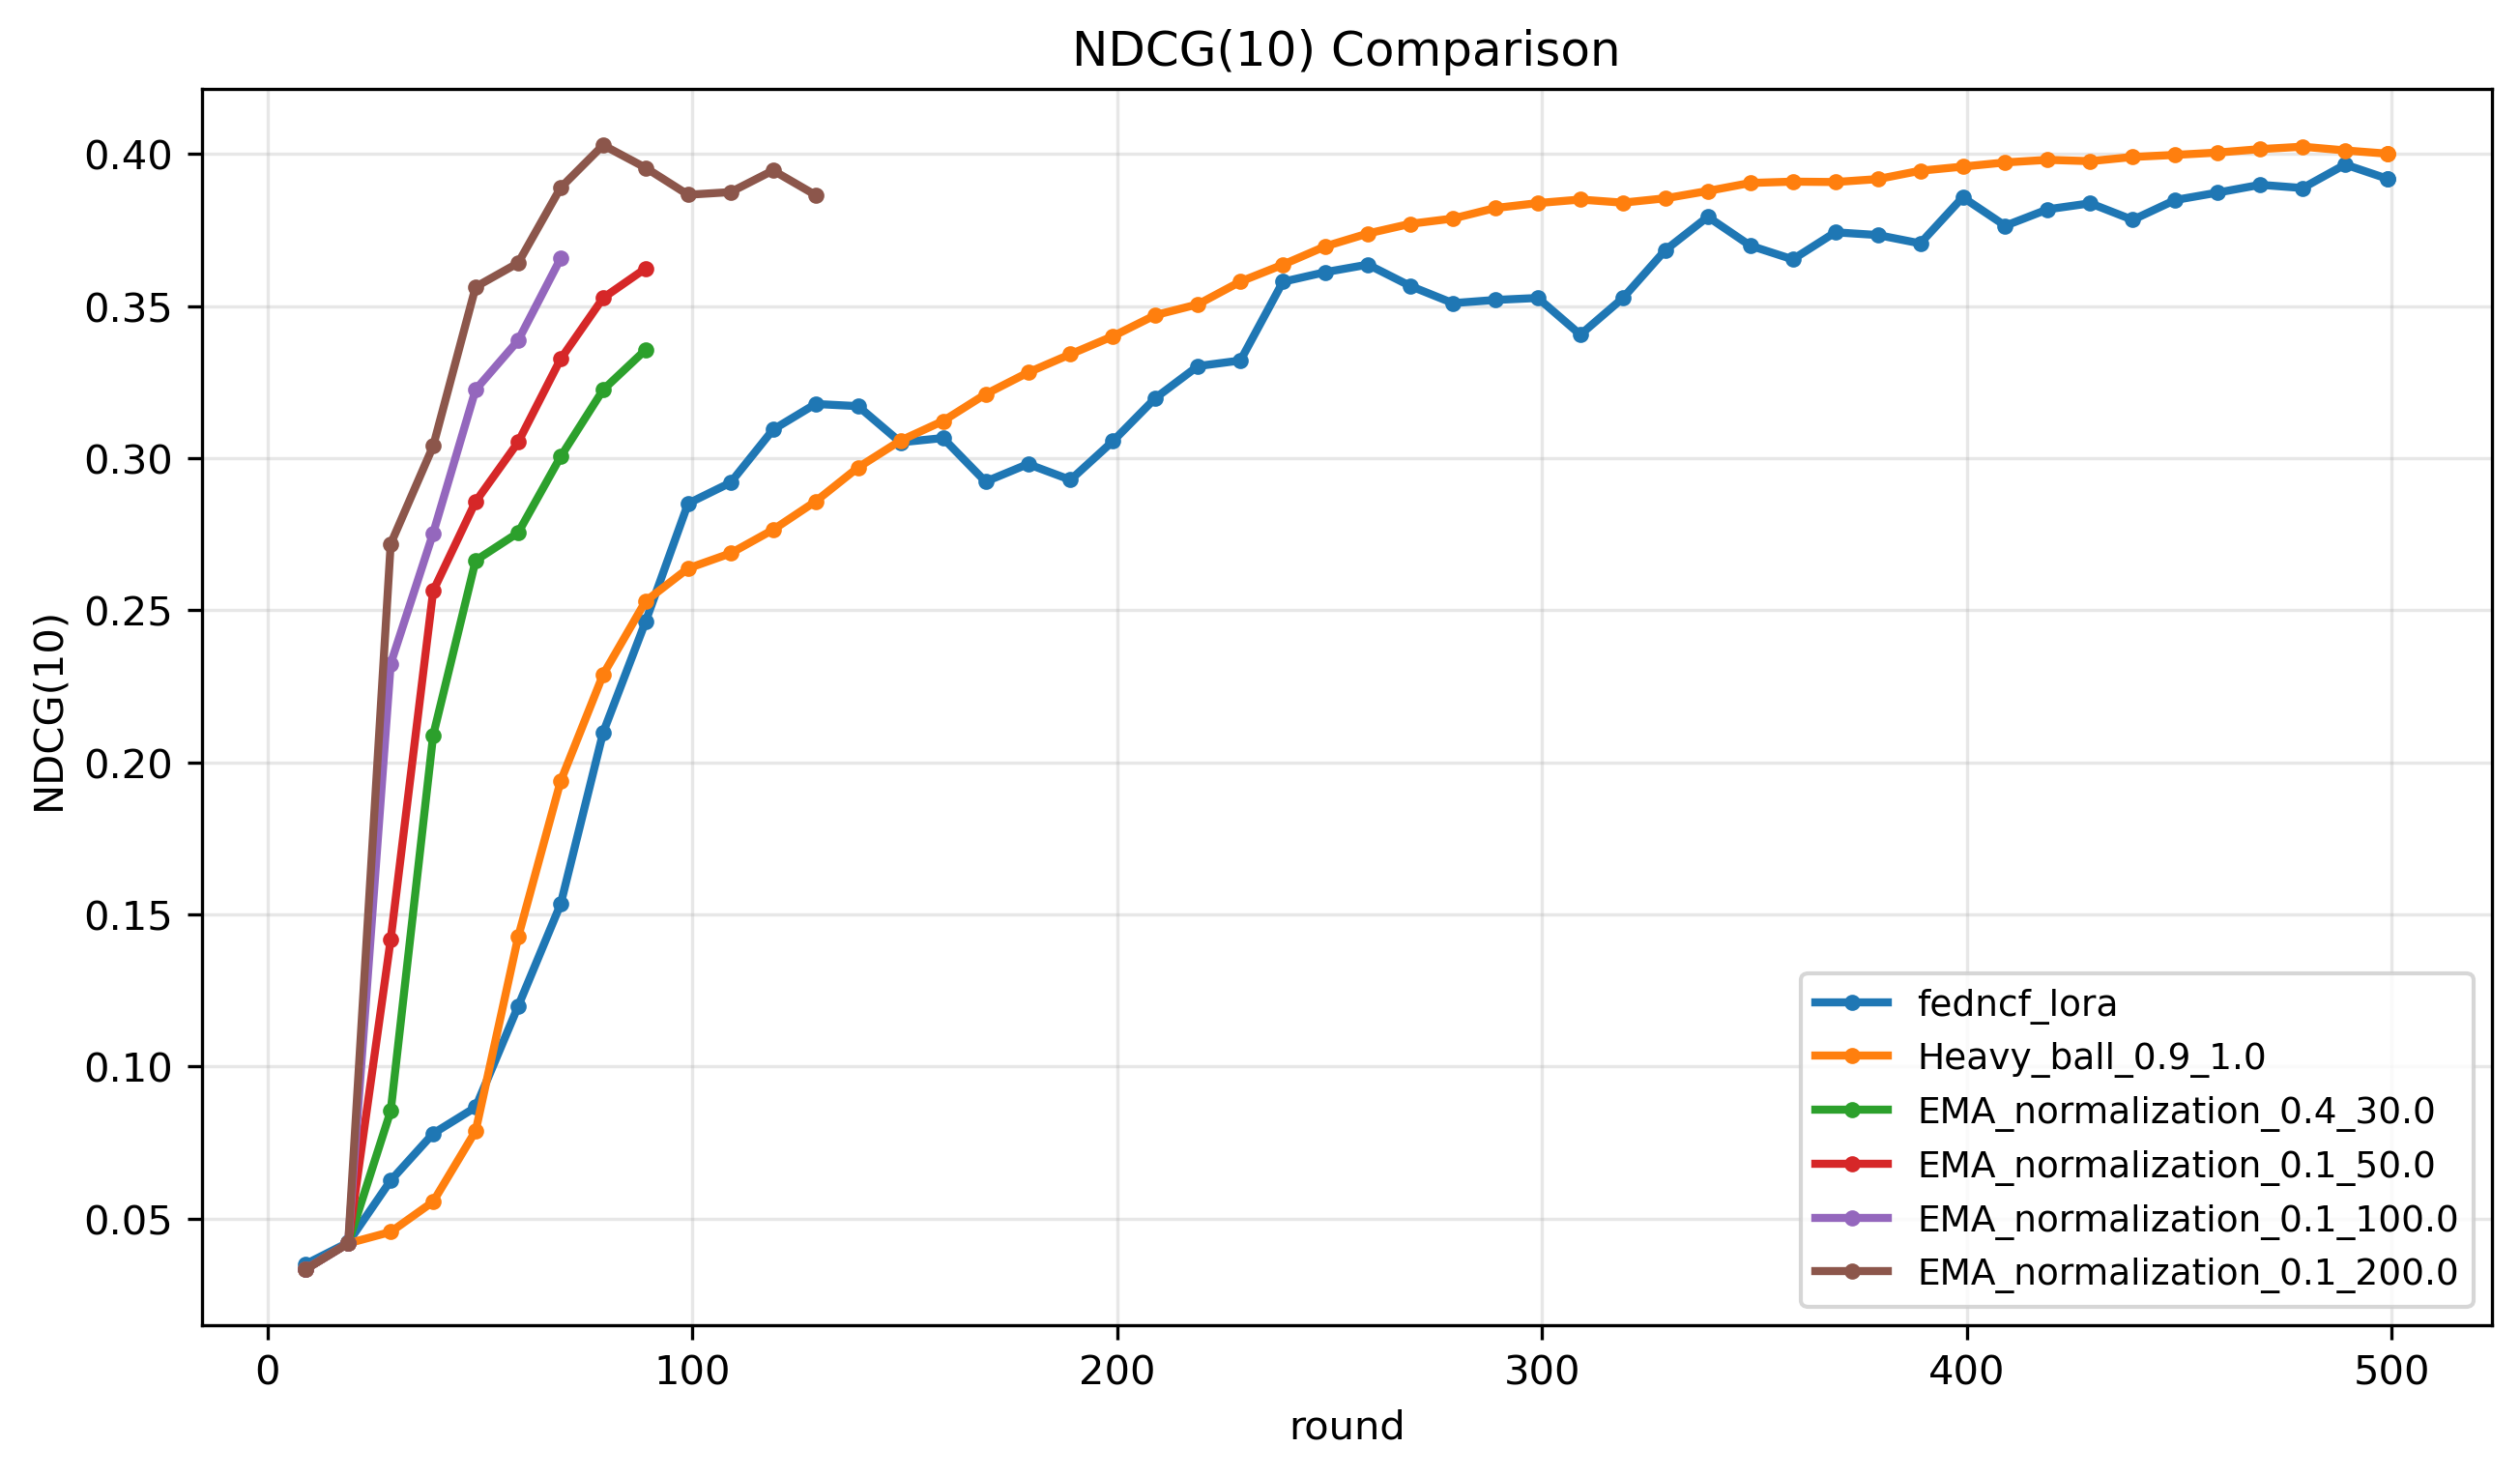 NDCG(10) Comparison
NDCG(10)
0.40
0.35
0.30
0.25
0.20
0.15
0.10
0.05
0
100
200
300
400
500
round
fedncf_lora
Heavy_ball_0.9_1.0
EMA_normalization_0.4_30.0
EMA_normalization_0.1_50.0
EMA_normalization_0.1_100.0
EMA_normalization_0.1_200.0